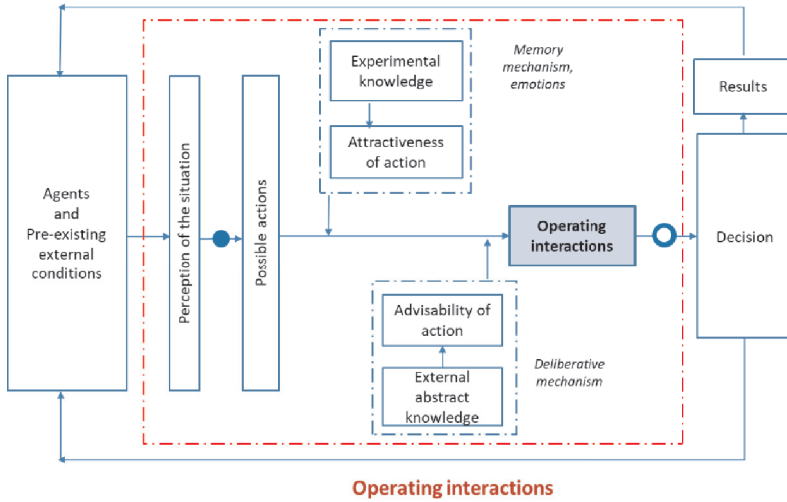 Agents
and
Pre-existing
external
conditions
Perception of the situation
Possible actions
Experimental
knowledge
Attractiveness
of action
Memory
mechanism,
emotions
Operating
interactions
Advisability of
action
External
abstract
knowledge
Deliberative
mechanism
Results
Decision
Operating interactions